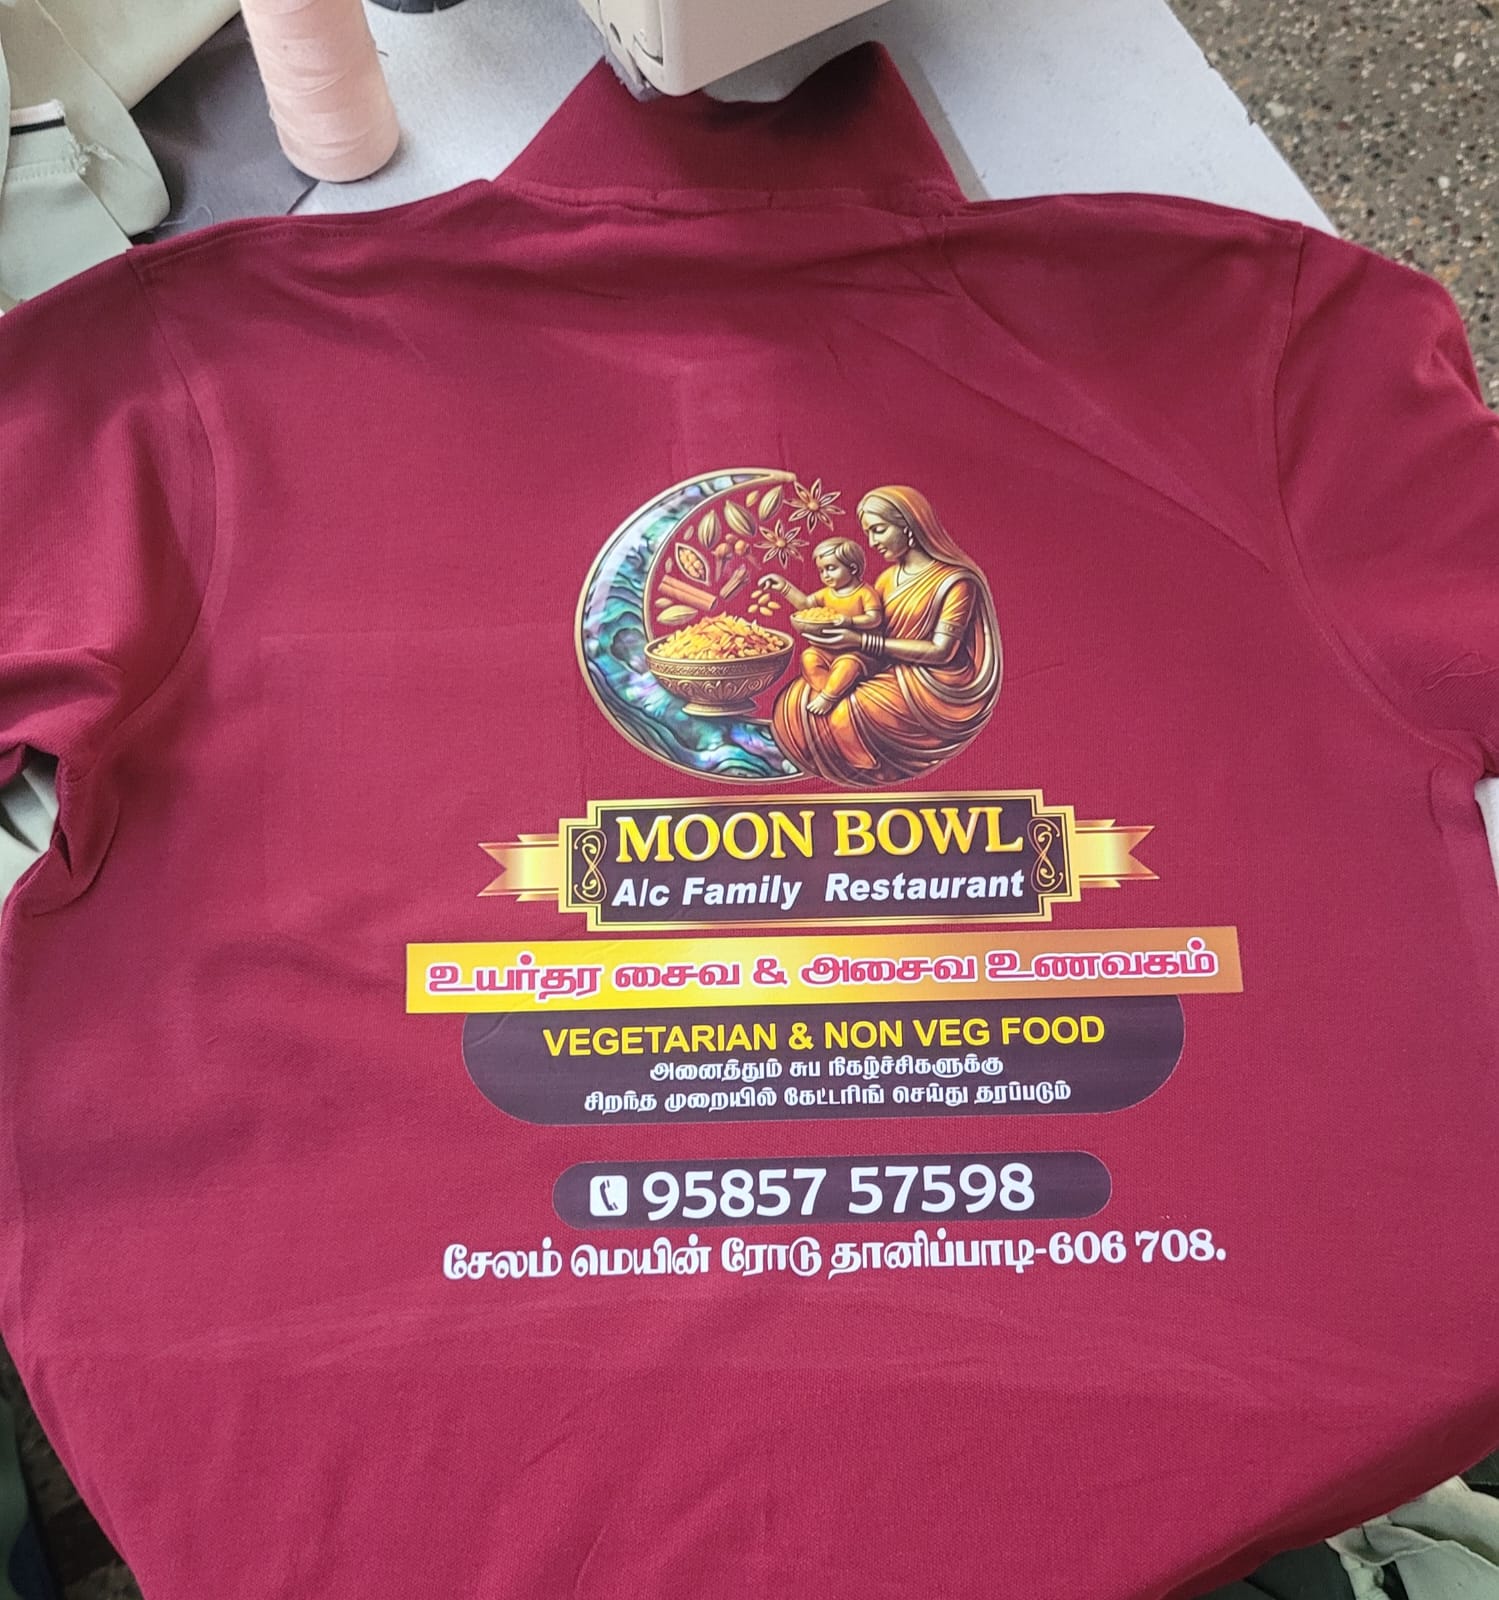 MOON BOWL
A/c Family Restaurant
உயர்தர சைவ & அசைவ உணவகம்
VEGETARIAN & NON VEG FOOD
அனைத்தும் சுப நிகழ்ச்சிகளுக்கு
சிறந்த முறையில் கேட்டரிங் செய்து தரப்படும்
95857 57598
சேலம் மெயின் ரோடு தானிப்பாடி-606 708.